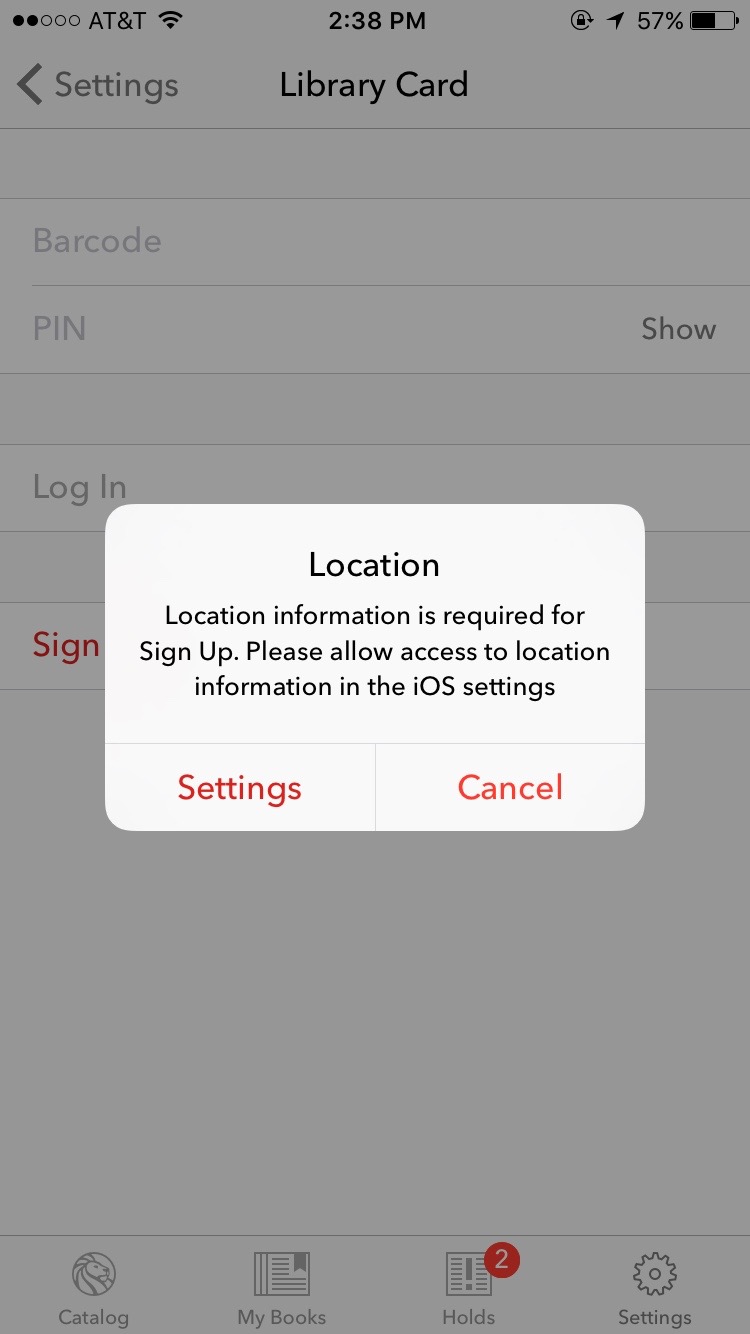 AT&T 2:38 PM 57%
Settings Library Card
Barcode
PIN Show
Log In
Sign
Location
Location information is required for
Sign Up. Please allow access to location
information in the iOS settings
Settings Cancel
2
Catalog My Books Holds Settings